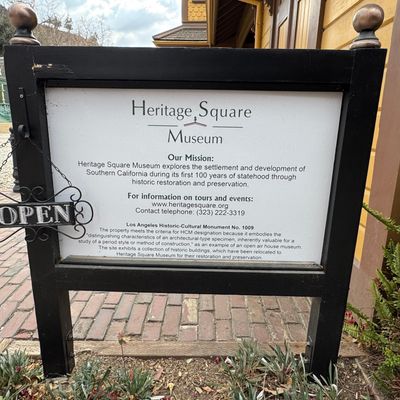 Heritage Square
Museum
Our Mission:
Heritage Square Museum explores the settlement and development of
Southern California during its first 100 years of statehood through
historic restoration and preservation.
For information on tours and events:
www.heritagesquare.org
Contact telephone: (323) 222-3319
Los Angeles Historic-Cultural Monument No. 1009
The property meets the criteria for HCM designation because it embodies the
"distinguishing characteristics of an architectural-type specimen, inherently valuable for a
study of a period style or method of construction," as an example of an open air house museum.
The site exhibits a collection of historic buildings, which have been relocated to
Heritage Square Museum for their restoration and preservation.
OPEN